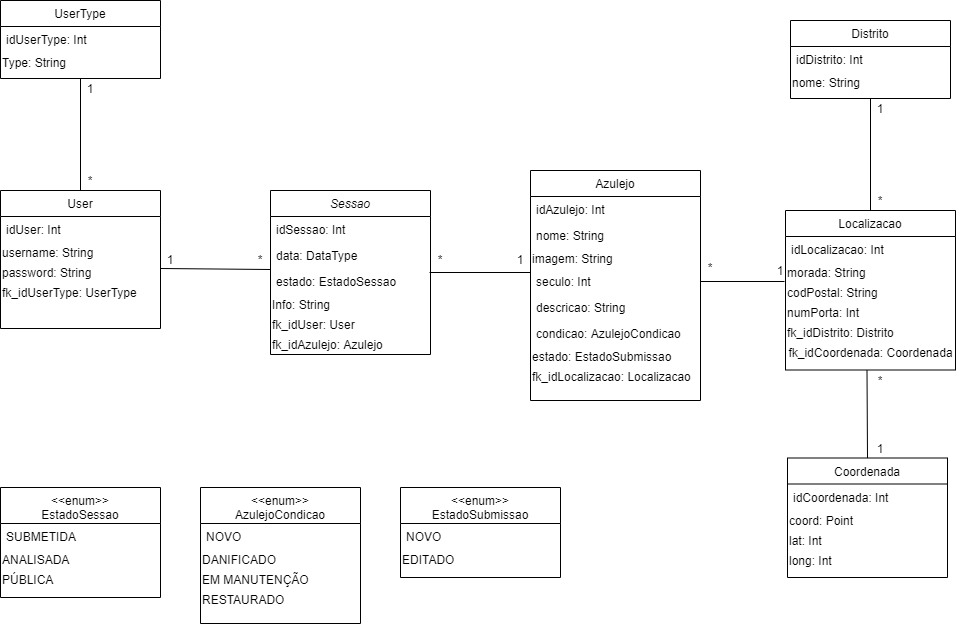 UserType
idUserType: Int
Type: String
1
*
User
idUser: Int
username: String
password: String
fk_idUserType: UserType
1
*
Sessao
idSessao: Int
data: DataType
estado: EstadoSessao
Info: String
fk_idUser: User
fk_idAzulejo: Azulejo
*
1
Azulejo
idAzulejo: Int
nome: String
imagem: String
seculo: Int
descricao: String
condicao: AzulejoCondicao
estado: EstadoSubmissao
fk_idLocalizacao: Localizacao
*
1
Distrito
idDistrito: Int
nome: String
1
*
Localizacao
idLocalizacao: Int
morada: String
codPostal: String
numPorta: Int
fk_idDistrito: Distrito
fk_idCoordenada: Coordenada
*
1
Coordenada
idCoordenada: Int
coord: Point
lat: Int
long: Int
<<enum>>
EstadoSessao
SUBMETIDA
ANALISADA
PÚBLICA
<<enum>>
AzulejoCondicao
NOVO
DANIFICADO
EM MANUTENÇÃO
RESTAURADO
<<enum>>
EstadoSubmissao
NOVO
EDITADO